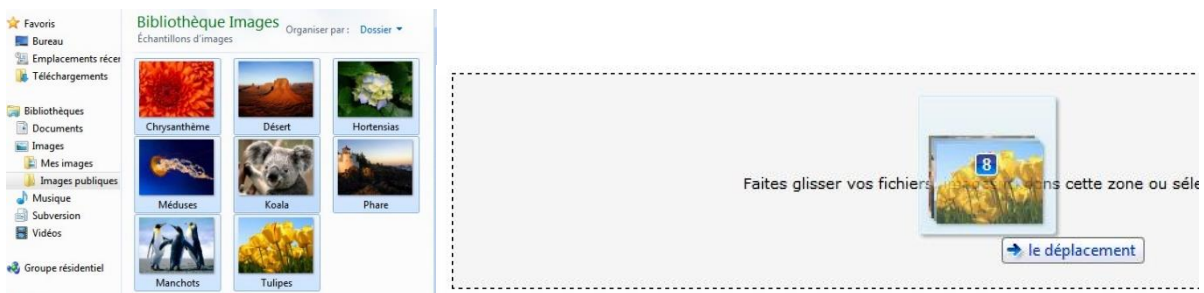 Favoris
Bureau
Emplacements récer
Téléchargements
Bibliothèques
Documents
Images
Mes images
Images publiques
Musique
Subversion
Vidéos
Groupe résidentiel
Bibliothèque Images
Échantillons d'images
Organiser par : Dossier
Chrysanthème Désert Hortensias
Méduses Koala Phare
Manchots Tulipes
8
Faites glisser vos fichiers cette zone ou séle
le déplacement